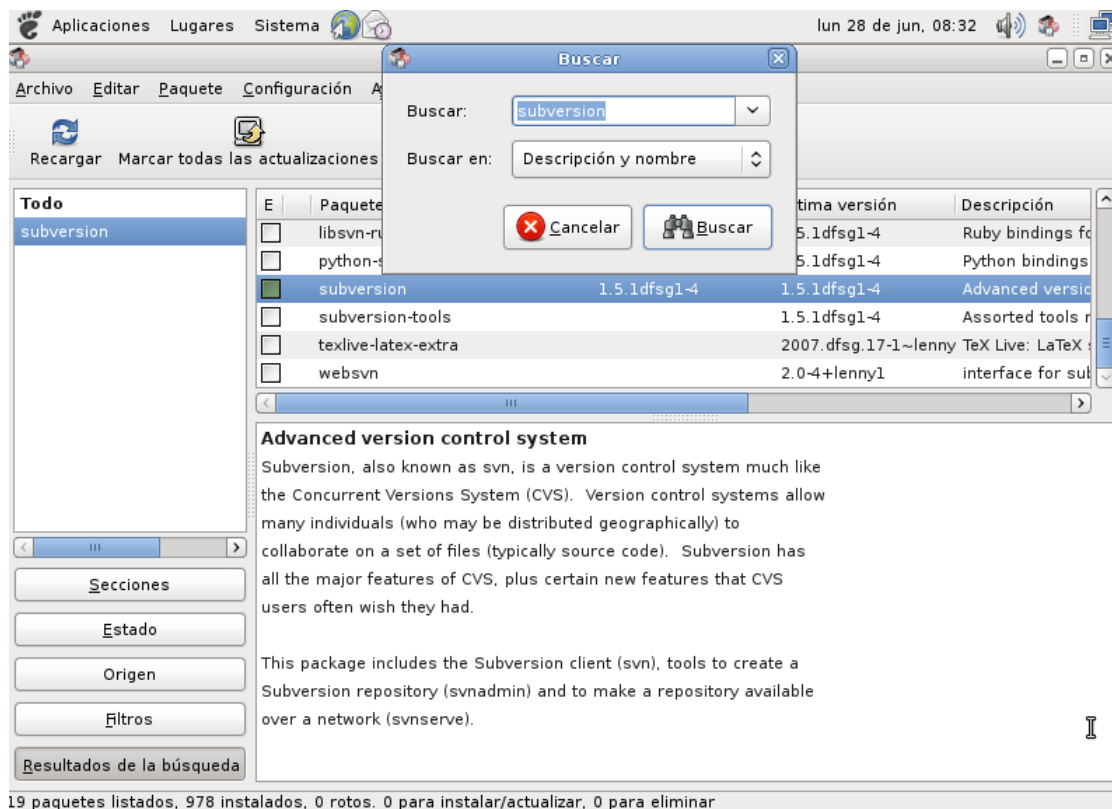 Aplicaciones Lugares Sistema lun 28 de jun, 08:32
Buscar
Archivo Editar Paquete Configuración A
Buscar: subversion
Recargar Marcar todas las actualizaciones
Buscar en: Descripción y nombre
Cancelar Buscar
Todo
subversion
E Paquete tima versión Descripción
libsvn-ru 5.1dfsg1-4 Ruby bindings fo
python-s 5.1dfsg1-4 Python bindings
subversion 1.5.1dfsg1-4 1.5.1dfsg1-4 Advanced versio
subversion-tools 1.5.1dfsg1-4 Assorted tools r
texlive-latex-extra 2007.dfsg.17-1~lenny TeX Live: LaTeX s
websvn 2.0-4+lenny1 interface for sub
Advanced version control system
Subversion, also known as svn, is a version control system much like
the Concurrent Versions System (CVS). Version control systems allow
many individuals (who may be distributed geographically) to
collaborate on a set of files (typically source code). Subversion has
all the major features of CVS, plus certain new features that CVS
users often wish they had.
This package includes the Subversion client (svn), tools to create a
Subversion repository (svnadmin) and to make a repository available
over a network (svnserve).
Secciones
Estado
Origen
Filtros
Resultados de la búsqueda
19 paquetes listados, 978 instalados, 0 rotos. 0 para instalar/actualizar, 0 para eliminar